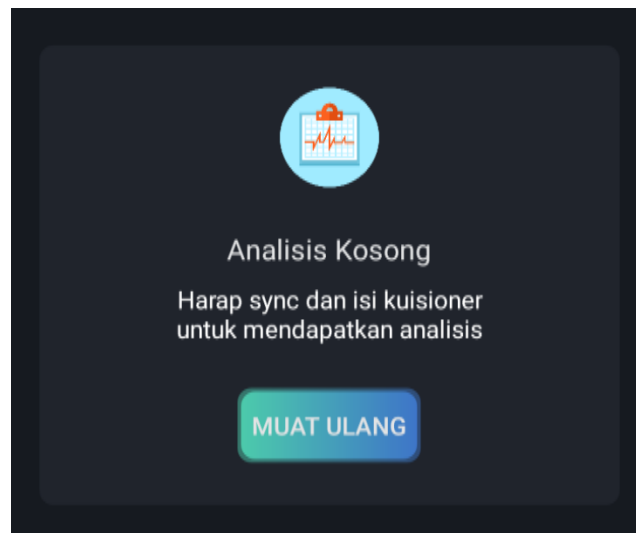 Analisis Kosong
Harap sync dan isi kuisioner
untuk mendapatkan analisis
MUAT ULANG